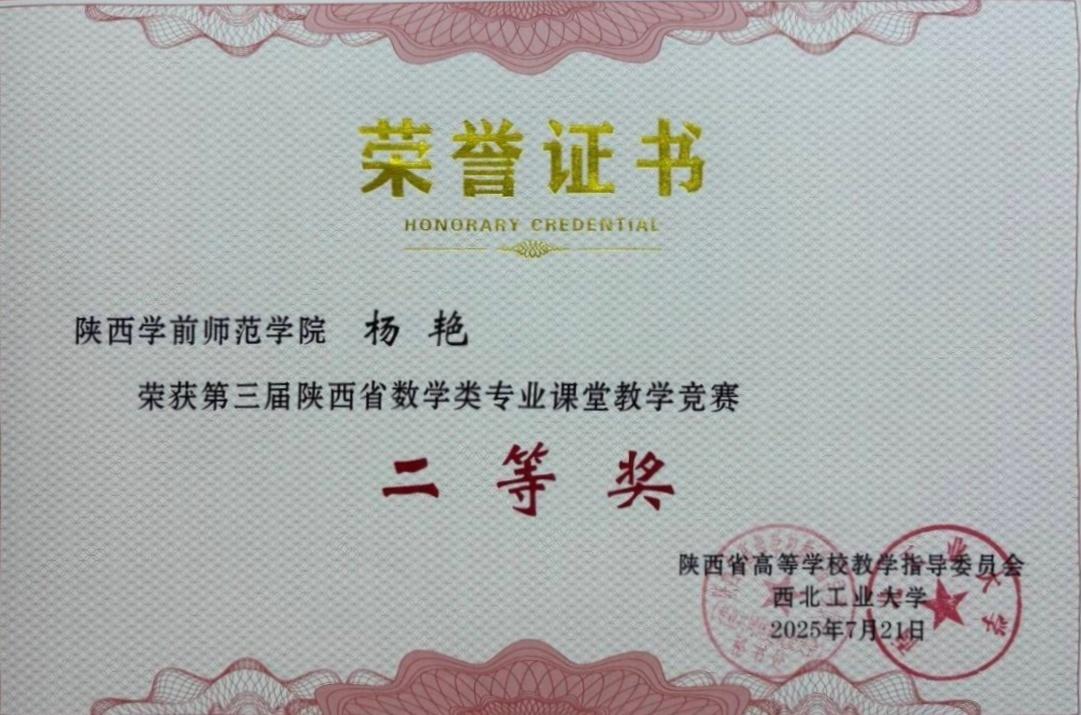 荣誉证书
HONORARY CREDENTIAL
陕西学前师范学院 杨 艳
荣获第三届陕西省数学类专业课堂教学竞赛
二 等 奖
陕西省高等学校教学指导委员会
西北工业大学
2025年7月21日